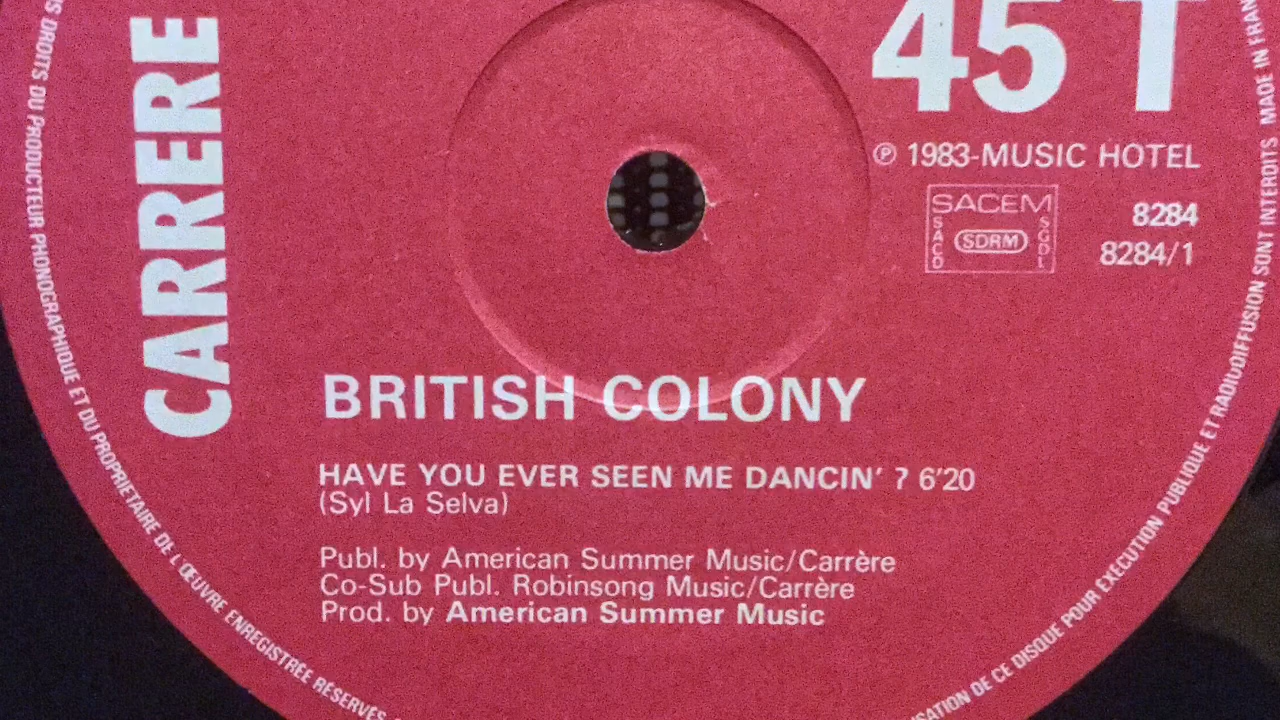 CARRERE
45 T
℗ 1983-MUSIC HOTEL
SACEM
SACD
SDRM
SGDL
8284
8284/1
BRITISH COLONY
HAVE YOU EVER SEEN ME DANCIN' ? 6'20
(Syl La Selva)
Publ. by American Summer Music/Carrère
Co-Sub Publ. Robinsong Music/Carrère
Prod. by American Summer Music
DROITS DU PRODUCTEUR PHONOGRAPHIQUE ET DU PROPRIETAIRE DE L'ŒUVRE ENREGISTRÉE RÉSERVÉS
DE CE DISQUE POUR EXECUTION PUBLIQUE ET RADIODIFFUSION SONT INTERDITS MADE IN